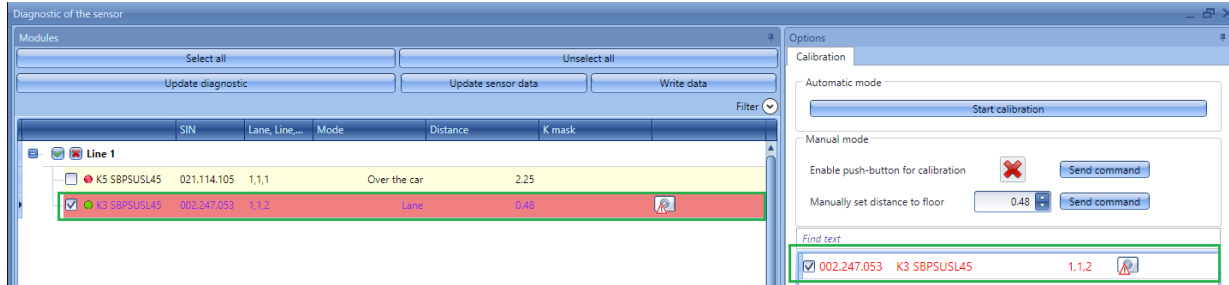 Diagnostic of the sensor
Modules
Select all Unselect all
Update diagnostic Update sensor data Write data
Filter
SIN Lane, Line,... Mode Distance K mask
Line 1
K5 SBPSUSL45 021.114.105 1,1,1 Over the car 2.25
K3 SBPSUSL45 002.247.053 1,1,2 Lane 0.48
Options
Calibration
Automatic mode
Start calibration
Manual mode
Enable push-button for calibration Send command
Manually set distance to floor 0.48 Send command
Find text
002.247.053 K3 SBPSUSL45 1,1,2